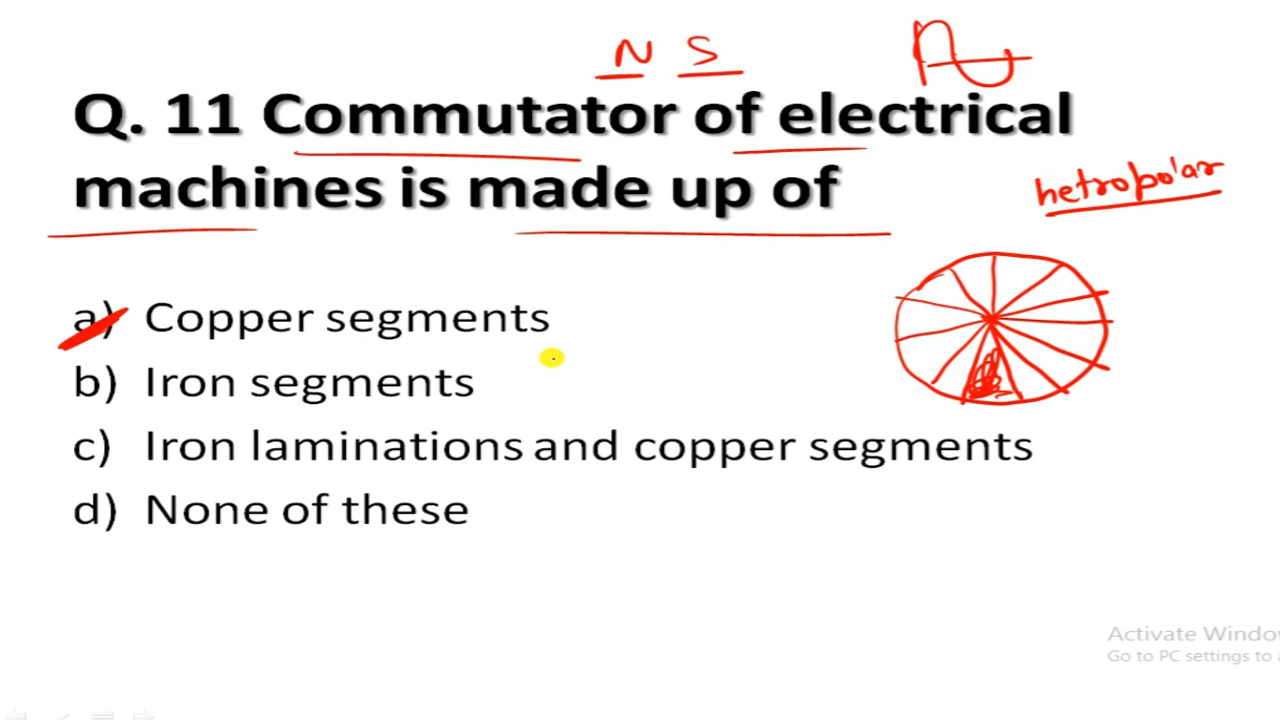 N S
Q. 11 Commutator of electrical
machines is made up of
hetropolar
a) Copper segments
b) Iron segments
c) Iron laminations and copper segments
d) None of these
Activate Windo
Go to PC settings to a